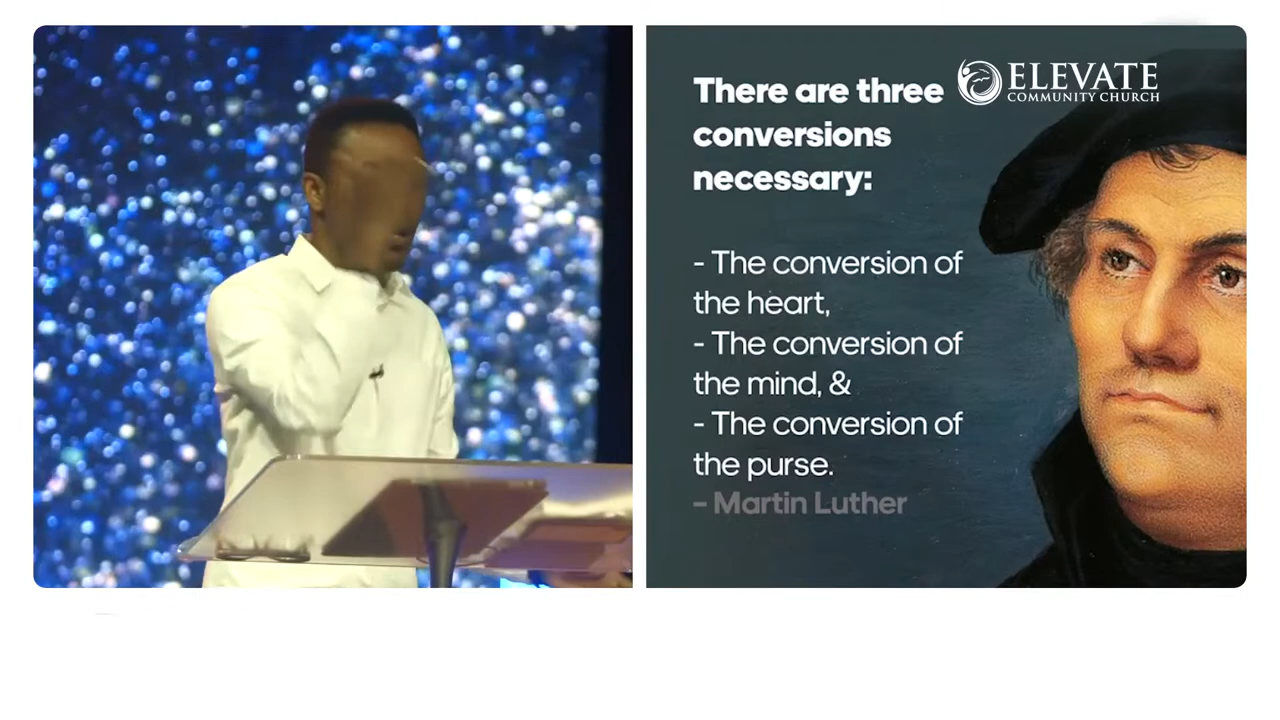 There are three
conversions
necessary:
- The conversion of
the heart,
- The conversion of
the mind, &
- The conversion of
the purse.
– Martin Luther
ELEVATE
COMMUNITY CHURCH